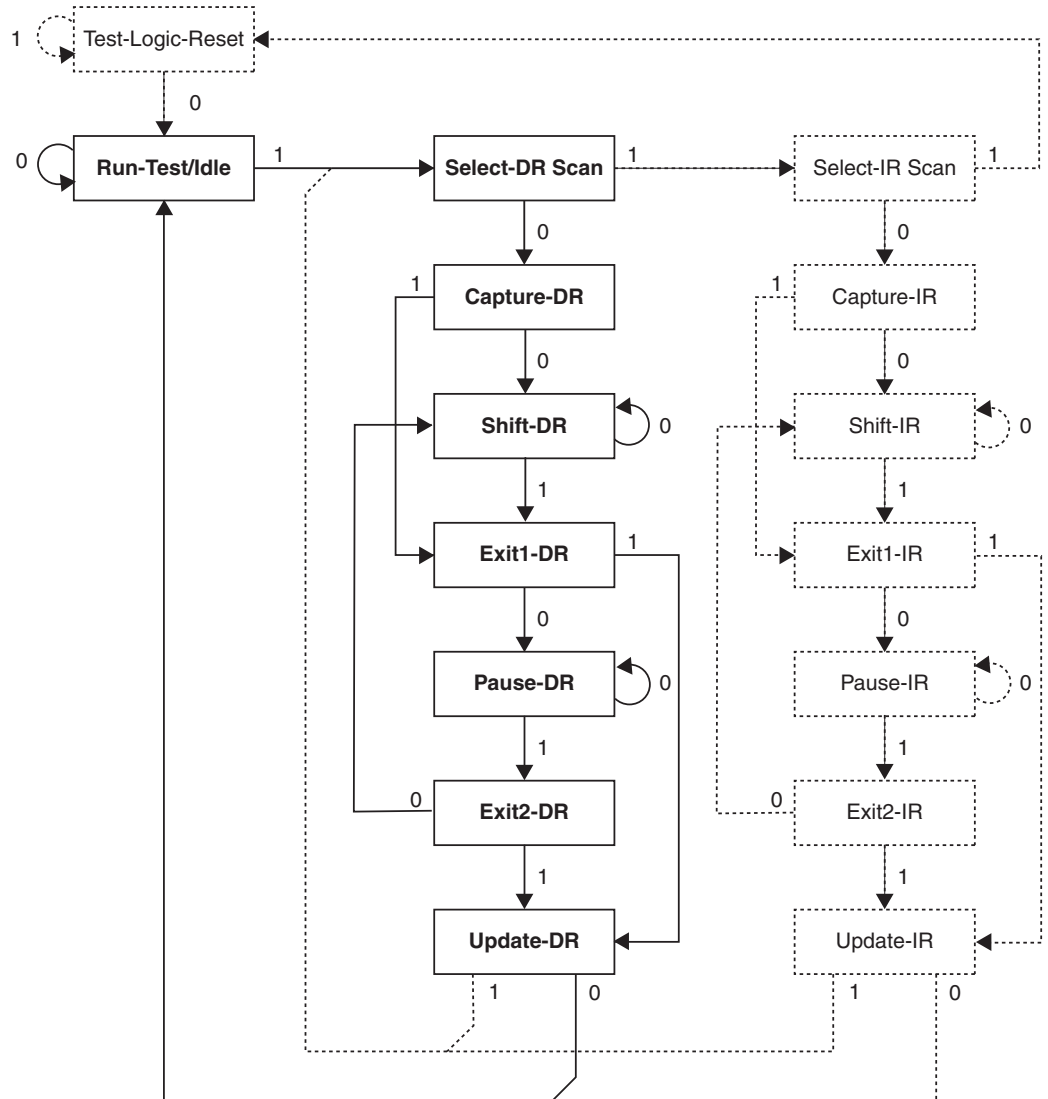 1
Test-Logic-Reset
0
0
Run-Test/Idle
1
Select-DR Scan
1
Select-IR Scan
1
0
0
1
Capture-DR
1
Capture-IR
0
0
Shift-DR
0
Shift-IR
0
1
1
Exit1-DR
1
Exit1-IR
1
0
0
Pause-DR
0
Pause-IR
0
1
1
0
Exit2-DR
0
Exit2-IR
1
1
Update-DR
Update-IR
1
0
1
0